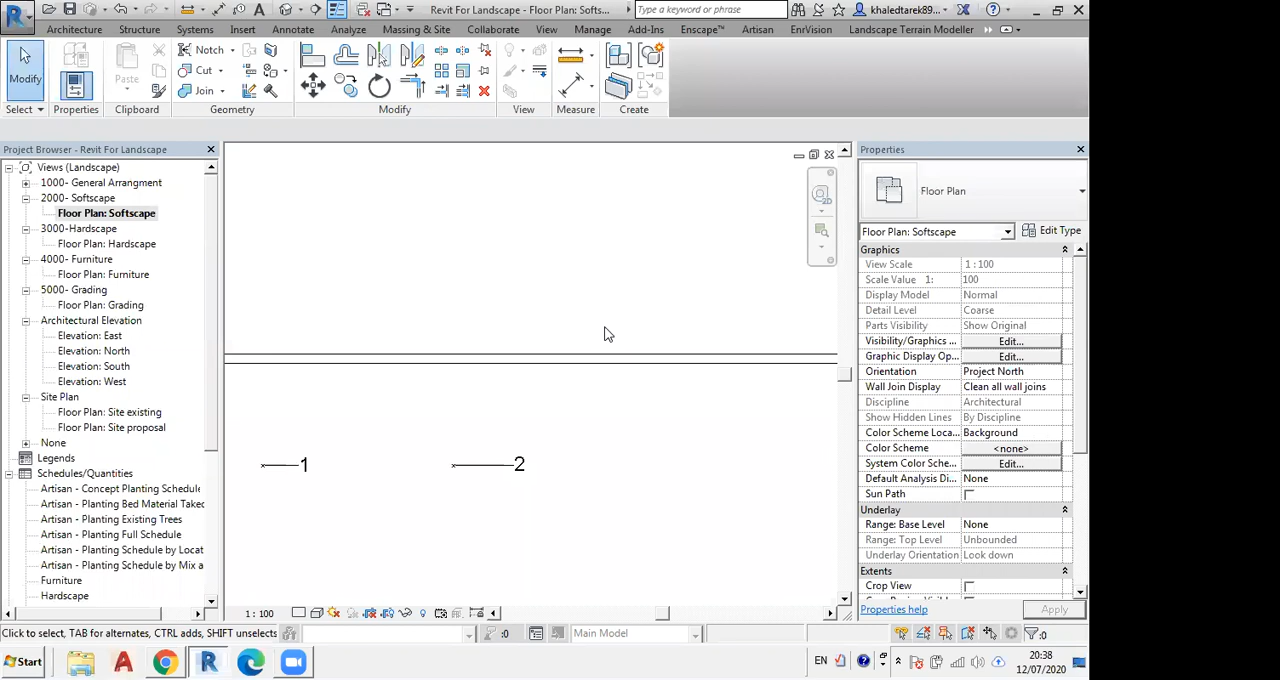 Revit For Landscape - Floor Plan: Softs...
Type a keyword or phrase
khaledtarek89...
Architecture Structure Systems Insert Annotate Analyze Massing & Site Collaborate View Manage Add-Ins Enscape™ Artisan EnVision Landscape Terrain Modeller
Modify
Properties
Paste
Notch
Cut
Join
Select
Properties
Clipboard
Geometry
Modify
View
Measure
Create
Project Browser - Revit For Landscape
Views (Landscape)
1000- General Arrangment
2000- Softscape
Floor Plan: Softscape
3000-Hardscape
Floor Plan: Hardscape
4000- Furniture
Floor Plan: Furniture
5000- Grading
Floor Plan: Grading
Architectural Elevation
Elevation: East
Elevation: North
Elevation: South
Elevation: West
Site Plan
Floor Plan: Site existing
Floor Plan: Site proposal
None
Legends
Schedules/Quantities
Artisan - Concept Planting Schedule
Artisan - Planting Bed Material Takeo
Artisan - Planting Existing Trees
Artisan - Planting Full Schedule
Artisan - Planting Schedule by Locat
Artisan - Planting Schedule by Mix a
Furniture
Hardscape
2D
1
2
Properties
Floor Plan
Floor Plan: Softscape
Edit Type
Graphics
View Scale 1 : 100
Scale Value 1: 100
Display Model Normal
Detail Level Coarse
Parts Visibility Show Original
Visibility/Graphics ... Edit...
Graphic Display Op... Edit...
Orientation Project North
Wall Join Display Clean all wall joins
Discipline Architectural
Show Hidden Lines By Discipline
Color Scheme Loca... Background
Color Scheme <none>
System Color Sche... Edit...
Default Analysis Di... None
Sun Path
Underlay
Range: Base Level None
Range: Top Level Unbounded
Underlay Orientation Look down
Extents
Crop View
Properties help
Apply
1 : 100
Click to select, TAB for alternates, CTRL adds, SHIFT unselects
:0
Main Model
:0
Start
EN
20:38
12/07/2020